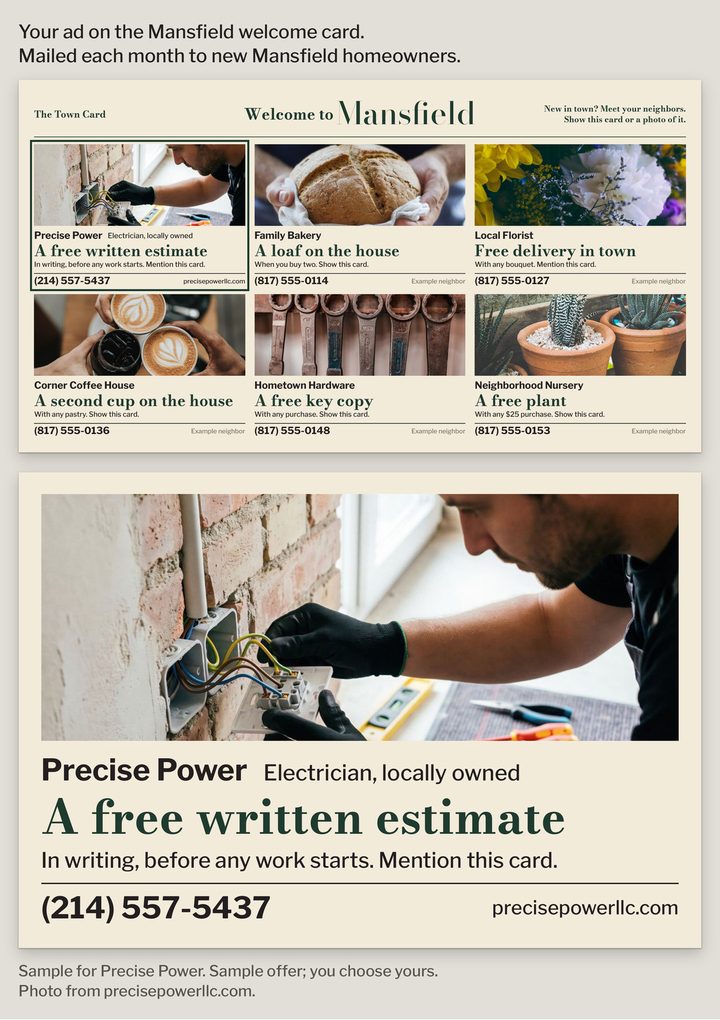 Your ad on the Mansfield welcome card.
Mailed each month to new Mansfield homeowners.
The Town Card
Welcome to Mansfield
New in town? Meet your neighbors.
Show this card or a photo of it.
Precise Power Electrician, locally owned
A free written estimate
In writing, before any work starts. Mention this card.
(214) 557-5437 precisepowerllc.com
Family Bakery
A loaf on the house
When you buy two. Show this card.
(817) 555-0114 Example neighbor
Local Florist
Free delivery in town
With any bouquet. Mention this card.
(817) 555-0127 Example neighbor
Corner Coffee House
A second cup on the house
With any pastry. Show this card.
(817) 555-0136 Example neighbor
Hometown Hardware
A free key copy
With any purchase. Show this card.
(817) 555-0148 Example neighbor
Neighborhood Nursery
A free plant
With any $25 purchase. Show this card.
(817) 555-0153 Example neighbor
Precise Power Electrician, locally owned
A free written estimate
In writing, before any work starts. Mention this card.
(214) 557-5437 precisepowerllc.com
Sample for Precise Power. Sample offer; you choose yours.
Photo from precisepowerllc.com.